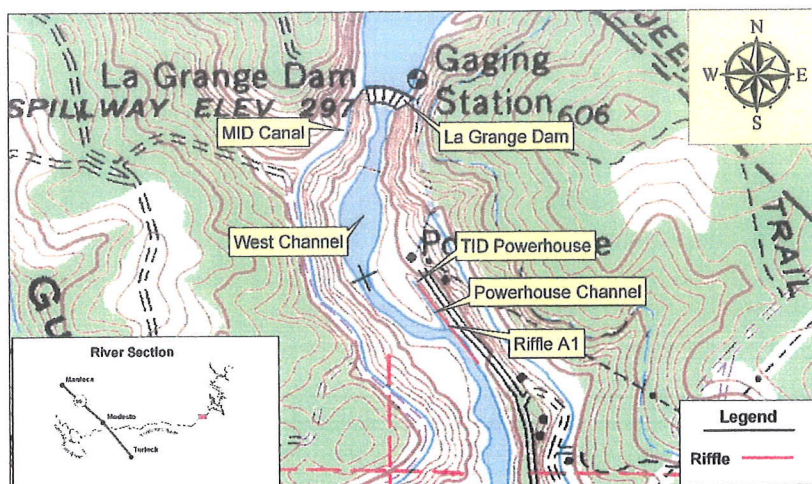 La Grange Dam
SPILLWAY ELEV 297
Gaging
Station
606
JEEP
N
W
E
S
MID Canal
La Grange Dam
West Channel
TID Powerhouse
Powerhouse Channel
Riffle A1
TRAIL
River Section
Manteca
Modesto
Turlock
Legend
Riffle